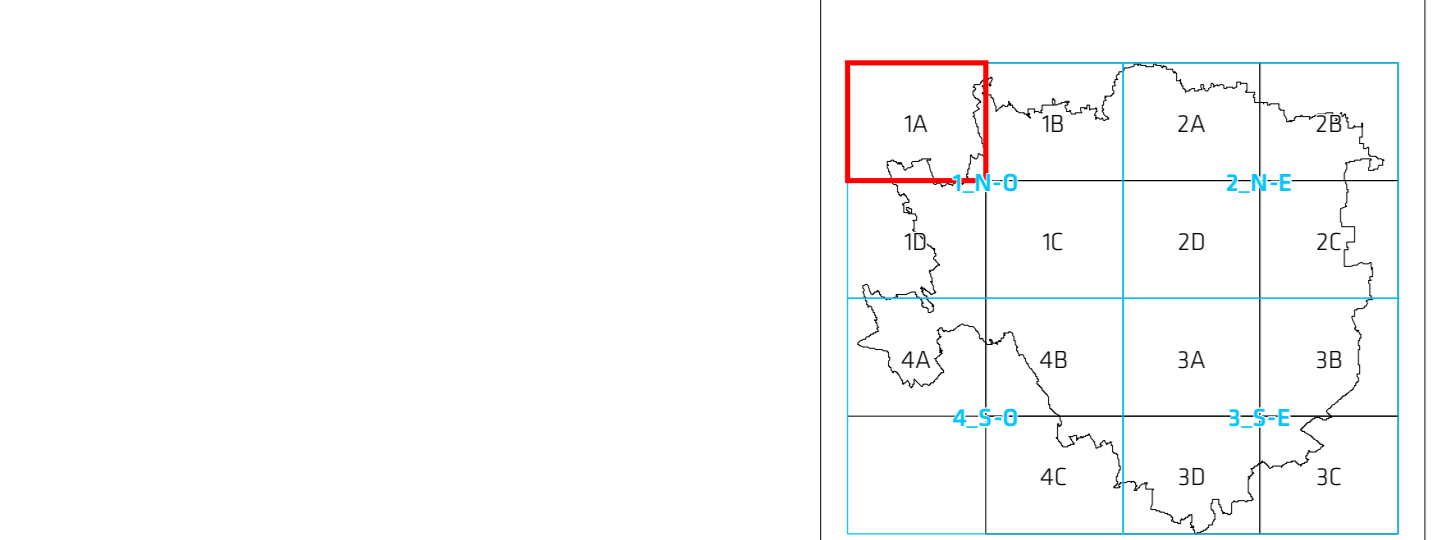 1A 1B 2A 2B
1_N-O 2_N-E
1D 1C 2D 2C
4A 4B 3A 3B
4_S-O 3_S-E
4C 3D 3C